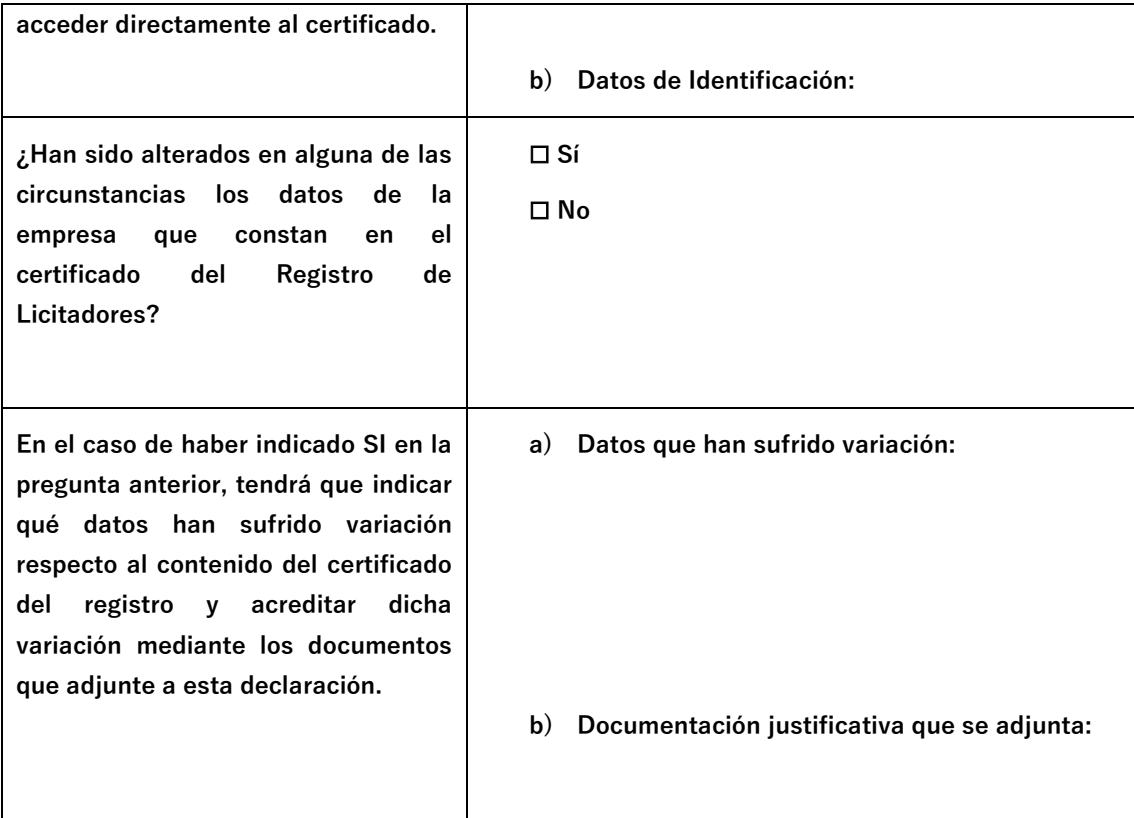 acceder directamente al certificado.
b) Datos de Identificación:
¿Han sido alterados en alguna de las
circunstancias los datos de la
empresa que constan en el
certificado del Registro de
Licitadores?
☐ Sí
☐ No
En el caso de haber indicado SI en la
pregunta anterior, tendrá que indicar
qué datos han sufrido variación
respecto al contenido del certificado
del registro y acreditar dicha
variación mediante los documentos
que adjunte a esta declaración.
a) Datos que han sufrido variación:
b) Documentación justificativa que se adjunta: